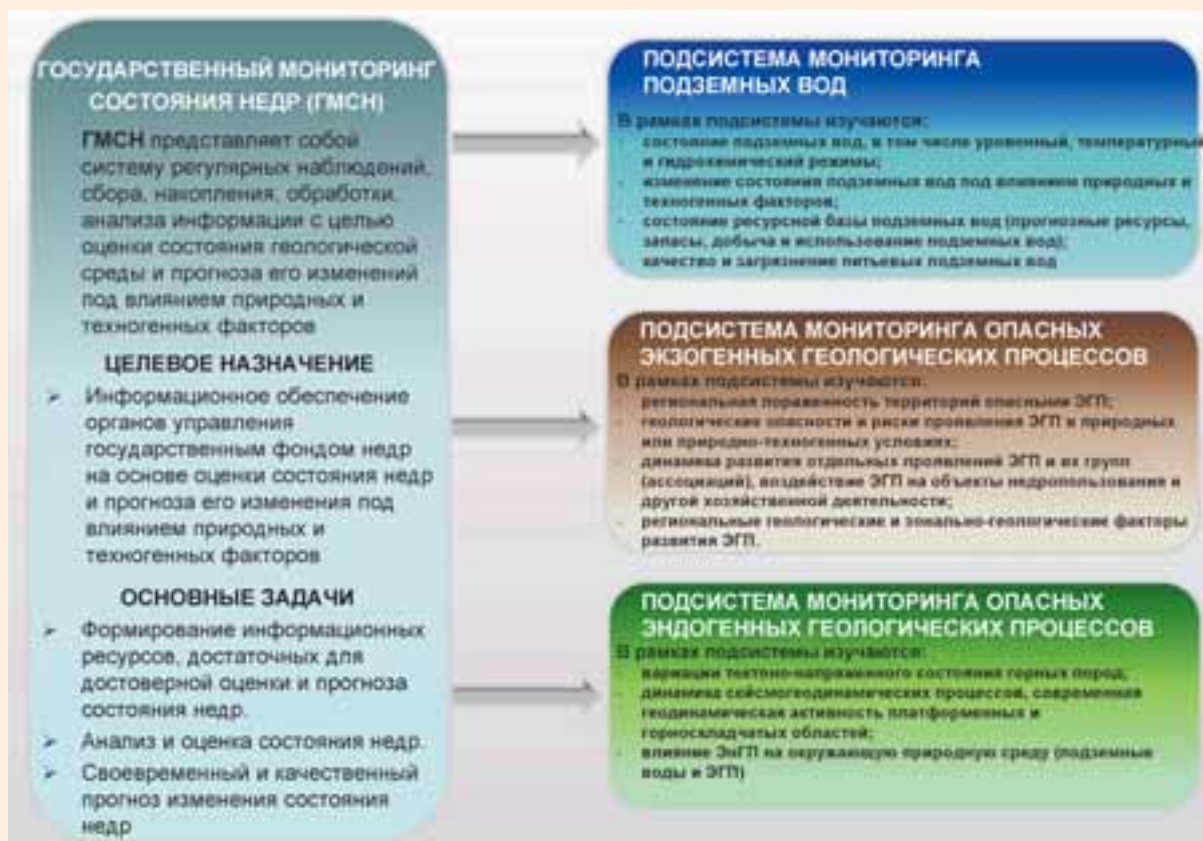 ГОСУДАРСТВЕННЫЙ МОНИТОРИНГ
СОСТОЯНИЯ НЕДР (ГМСН)
ГМСН представляет собой
систему регулярных наблюдений,
сбора, накопления, обработки,
анализа информации с целью
оценки состояния геологической
среды и прогноза его изменений
под влиянием природных и
техногенных факторов
ЦЕЛЕВОЕ НАЗНАЧЕНИЕ
➢ Информационное обеспечение
органов управления
государственным фондом недр
на основе оценки состояния недр
и прогноза его изменения под
влиянием природных и
техногенных факторов
ОСНОВНЫЕ ЗАДАЧИ
➢ Формирование информационных
ресурсов, достаточных для
достоверной оценки и прогноза
состояния недр.
➢ Анализ и оценка состояния недр.
➢ Своевременный и качественный
прогноз изменения состояния
недр
ПОДСИСТЕМА МОНИТОРИНГА
ПОДЗЕМНЫХ ВОД
В рамках подсистемы изучаются:
- состояние подземных вод, в том числе уровенный, температурный
и гидрохимический режимы;
- изменение состояния подземных вод под влиянием природных и
техногенных факторов;
- состояние ресурсной базы подземных вод (прогнозные ресурсы,
запасы, добыча и использование подземных вод);
- качество и загрязнение питьевых подземных вод
ПОДСИСТЕМА МОНИТОРИНГА ОПАСНЫХ
ЭКЗОГЕННЫХ ГЕОЛОГИЧЕСКИХ ПРОЦЕССОВ
В рамках подсистемы изучаются:
- региональная пораженность территорий опасными ЭГП;
- геологические опасности и риски проявления ЭГП в природных
или природно-техногенных условиях;
- динамика развития отдельных проявлений ЭГП и их групп
(ассоциаций), воздействие ЭГП на объекты недропользования и
другой хозяйственной деятельности;
- региональные геологические и зонально-геологические факторы
развития ЭГП.
ПОДСИСТЕМА МОНИТОРИНГА ОПАСНЫХ
ЭНДОГЕННЫХ ГЕОЛОГИЧЕСКИХ ПРОЦЕССОВ
В рамках подсистемы изучаются:
- вариации тектоно-напряженного состояния горных пород;
- динамика сейсмогеодинамических процессов, современная
геодинамическая активность платформенных и
горноскладчатых областей;
- влияние ЭнГП на окружающую природную среду (подземные
воды и ЭГП)